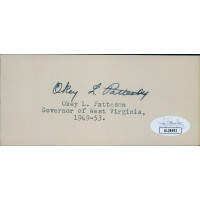 Okey L. Patteson
Okey L. Patteson
Governor of West Virginia,
1949-53.